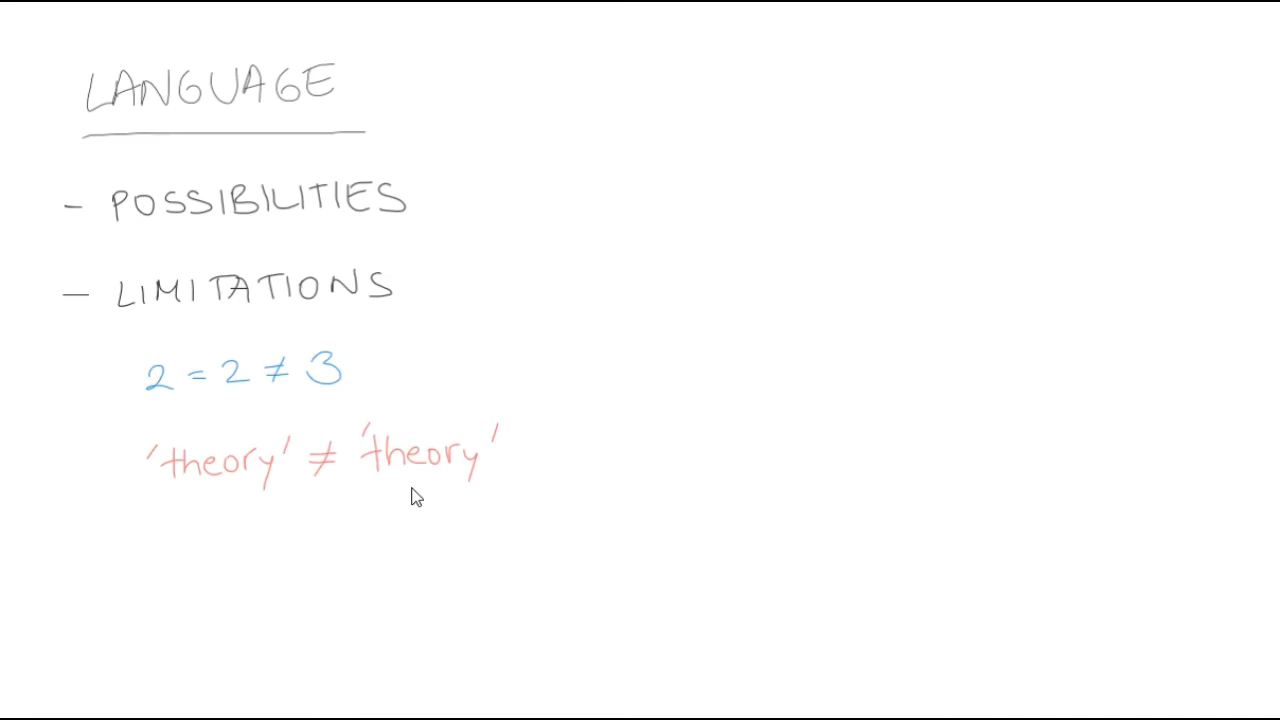 LANGUAGE
- POSSIBILITIES
- LIMITATIONS
2 = 2 ≠ 3
'theory' ≠ 'theory'